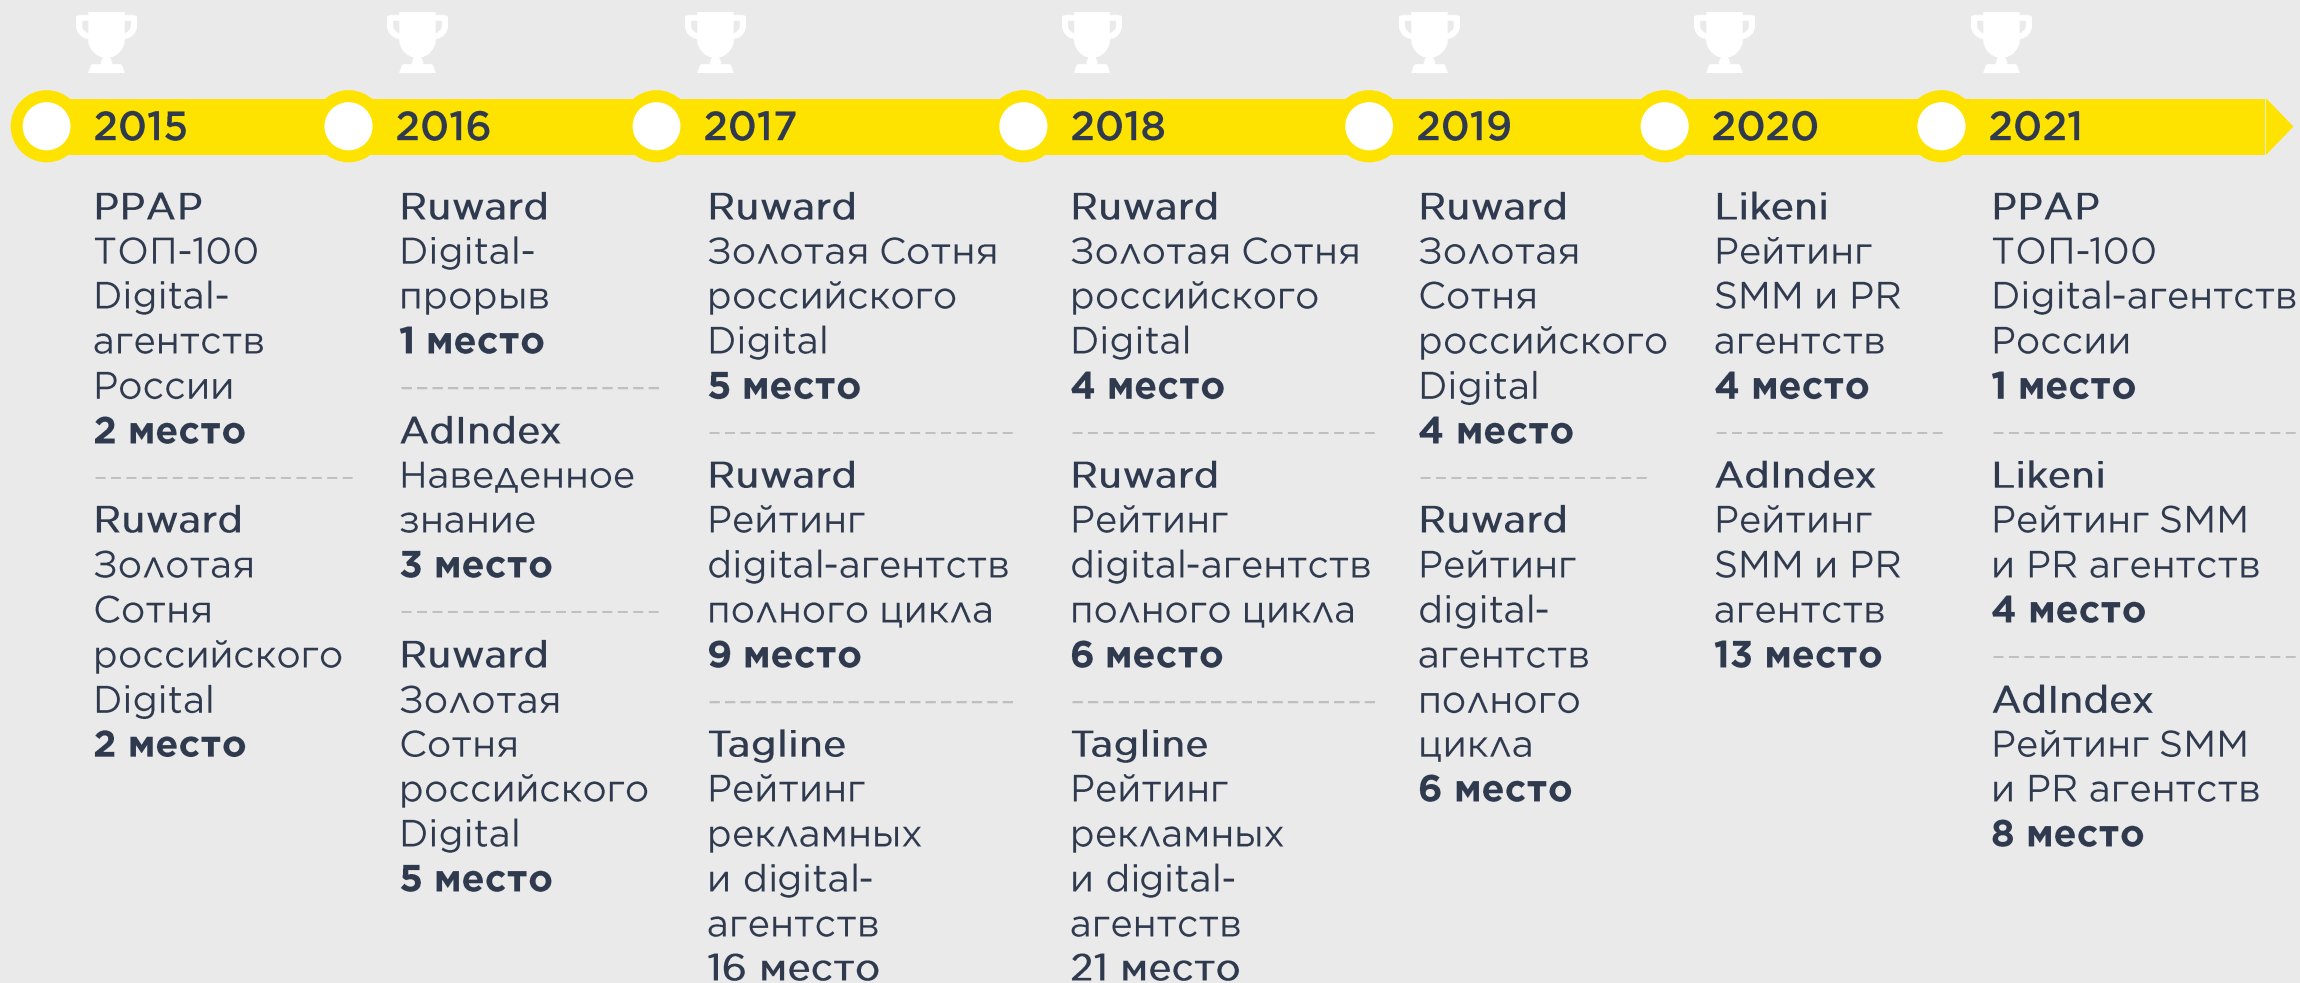 2015
2016
2017
2018
2019
2020
2021
PPAP
ТОП-100
Digital-
агентств
России
2 место
Ruward
Золотая
Сотня
российского
Digital
2 место
Ruward
Digital-
прорыв
1 место
AdIndex
Наведенное
знание
3 место
Ruward
Золотая
Сотня
российского
Digital
5 место
Ruward
Золотая Сотня
российского
Digital
5 место
Ruward
Рейтинг
digital-агентств
полного цикла
9 место
Tagline
Рейтинг
рекламных
и digital-
агентств
16 место
Ruward
Золотая Сотня
российского
Digital
4 место
Ruward
Рейтинг
digital-агентств
полного цикла
6 место
Tagline
Рейтинг
рекламных
и digital-
агентств
21 место
Ruward
Золотая
Сотня
российского
Digital
4 место
Ruward
Рейтинг
digital-
агентств
полного
цикла
6 место
Likeni
Рейтинг
SMM и PR
агентств
4 место
AdIndex
Рейтинг
SMM и PR
агентств
13 место
PPAP
ТОП-100
Digital-агентств
России
1 место
Likeni
Рейтинг SMM
и PR агентств
4 место
AdIndex
Рейтинг SMM
и PR агентств
8 место